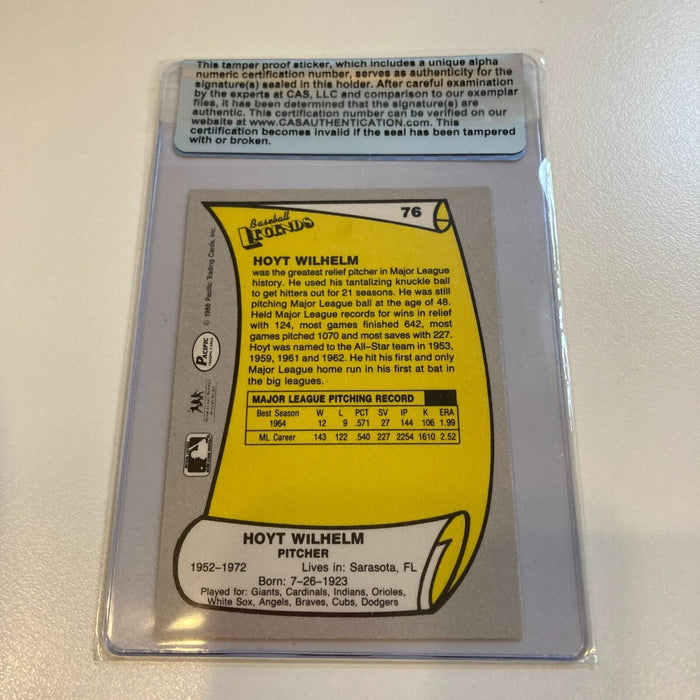 This tamper proof sticker, which includes a unique alpha
numeric certification number, serves as authenticity for the
signature(s) sealed in this holder. After careful examination
by the experts at CAS, LLC and comparison to our exemplar
files, it has been determined that the signature(s) are
authentic. This certification number can be verified on our
website at www.CASAUTHENTICATION.com. This
certification becomes invalid if the seal has been tampered
with or broken.
76
Baseball
LEGENDS
HOYT WILHELM
was the greatest relief pitcher in Major League
history. He used his tantalizing knuckle ball
to get hitters out for 21 seasons. He was still
pitching Major League ball at the age of 48.
Held Major League records for wins in relief
with 124, most games finished 642, most
games pitched 1070 and most saves with 227.
Hoyt was named to the All-Star team in 1953,
1959, 1961 and 1962. He hit his first and only
Major League home run in his first at bat in
the big leagues.
MAJOR LEAGUE PITCHING RECORD
Best Season W L PCT SV IP K ERA
1964 12 9 .571 27 144 106 1.99
ML Career 143 122 .540 227 2254 1610 2.52
HOYT WILHELM
PITCHER
1952-1972 Lives in: Sarasota, FL
Born: 7-26-1923
Played for: Giants, Cardinals, Indians, Orioles,
White Sox, Angels, Braves, Cubs, Dodgers
© 1988 Pacific Trading Cards, Inc.
PACIFIC
TRADING CARDS